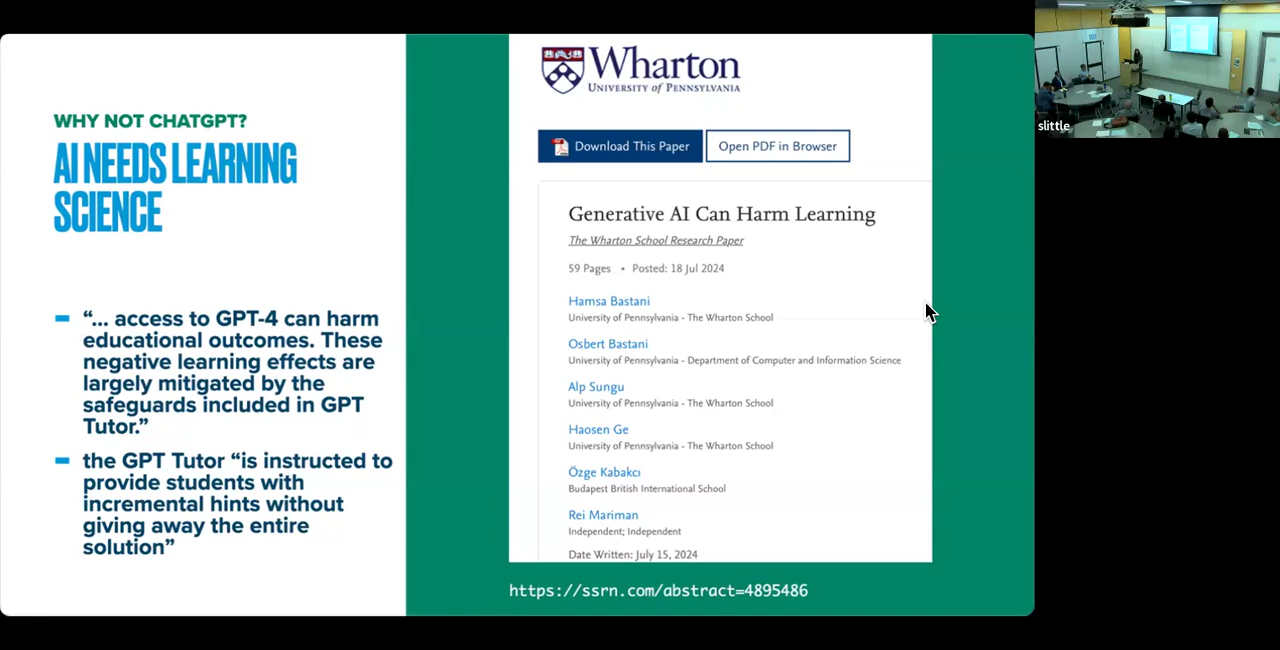 WHY NOT CHATGPT?
AI NEEDS LEARNING
SCIENCE
“... access to GPT-4 can harm
educational outcomes. These
negative learning effects are
largely mitigated by the
safeguards included in GPT
Tutor.”
the GPT Tutor “is instructed to
provide students with
incremental hints without
giving away the entire
solution”
Wharton
UNIVERSITY of PENNSYLVANIA
Download This Paper
Open PDF in Browser
Generative AI Can Harm Learning
The Wharton School Research Paper
59 Pages • Posted: 18 Jul 2024
Hamsa Bastani
University of Pennsylvania - The Wharton School
Osbert Bastani
University of Pennsylvania - Department of Computer and Information Science
Alp Sungu
University of Pennsylvania - The Wharton School
Haosen Ge
University of Pennsylvania - The Wharton School
Özge Kabakcı
Budapest British International School
Rei Mariman
Independent; Independent
Date Written: July 15, 2024
https://ssrn.com/abstract=4895486
slittle